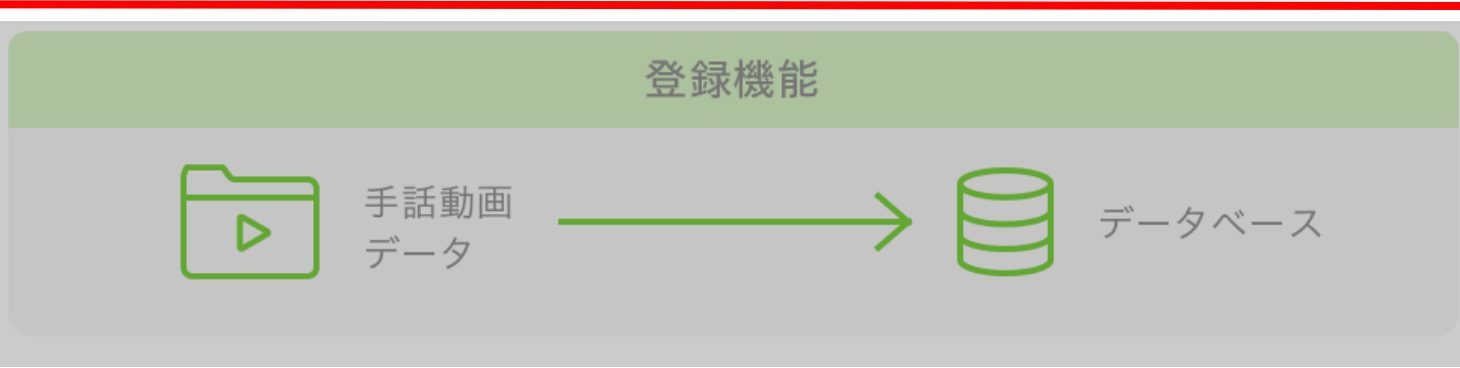 登録機能
手話動画
データ
データベース